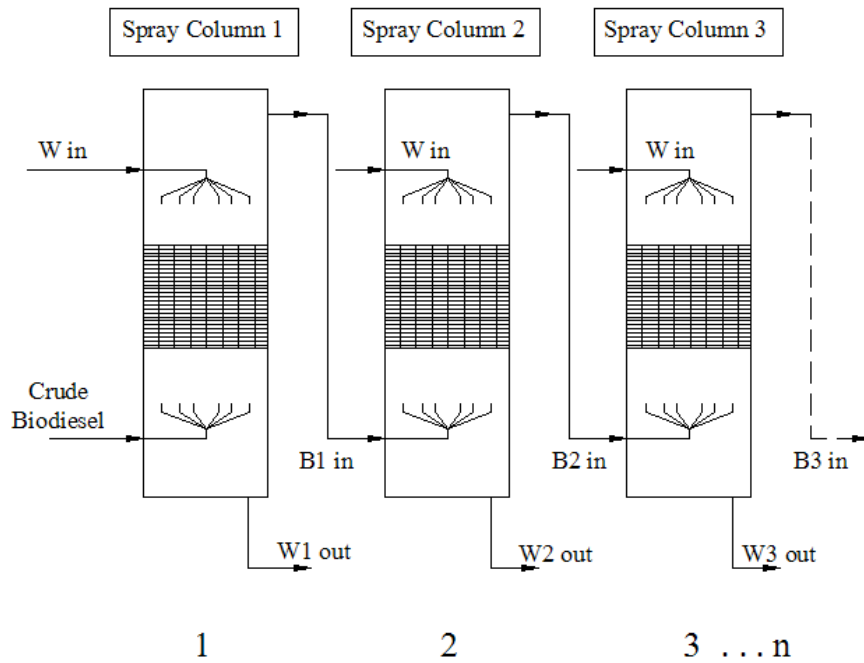 Spray Column 1
Spray Column 2
Spray Column 3
W in
W in
W in
Crude
Biodiesel
B1 in
B2 in
B3 in
W1 out
W2 out
W3 out
1
2
3 . . . n